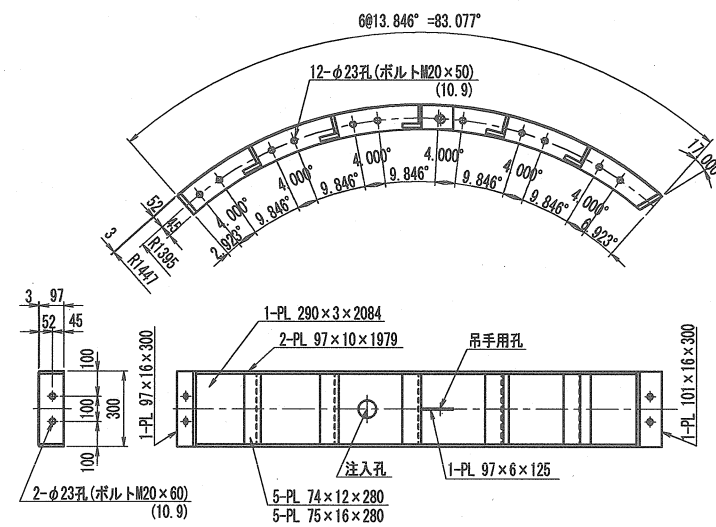 6@13.846° =83.077°
12-φ23孔(ボルトM20×50)
(10.9)
17.000
4.000°
4.000°
4.000°
4.000°
4.000°
4.000°
9.846°
9.846°
9.846°
9.846°
9.846°
2.923°
6.923°
52
45
3
R1395
R1447
3 97
52 45
100
100
100
300
1-PL 97×16×300
1-PL 290×3×2084
2-PL 97×10×1979
吊手用孔
1-PL 101×16×300
注入孔
1-PL 97×6×125
2-φ23孔(ボルトM20×60)
(10.9)
5-PL 74×12×280
5-PL 75×16×280